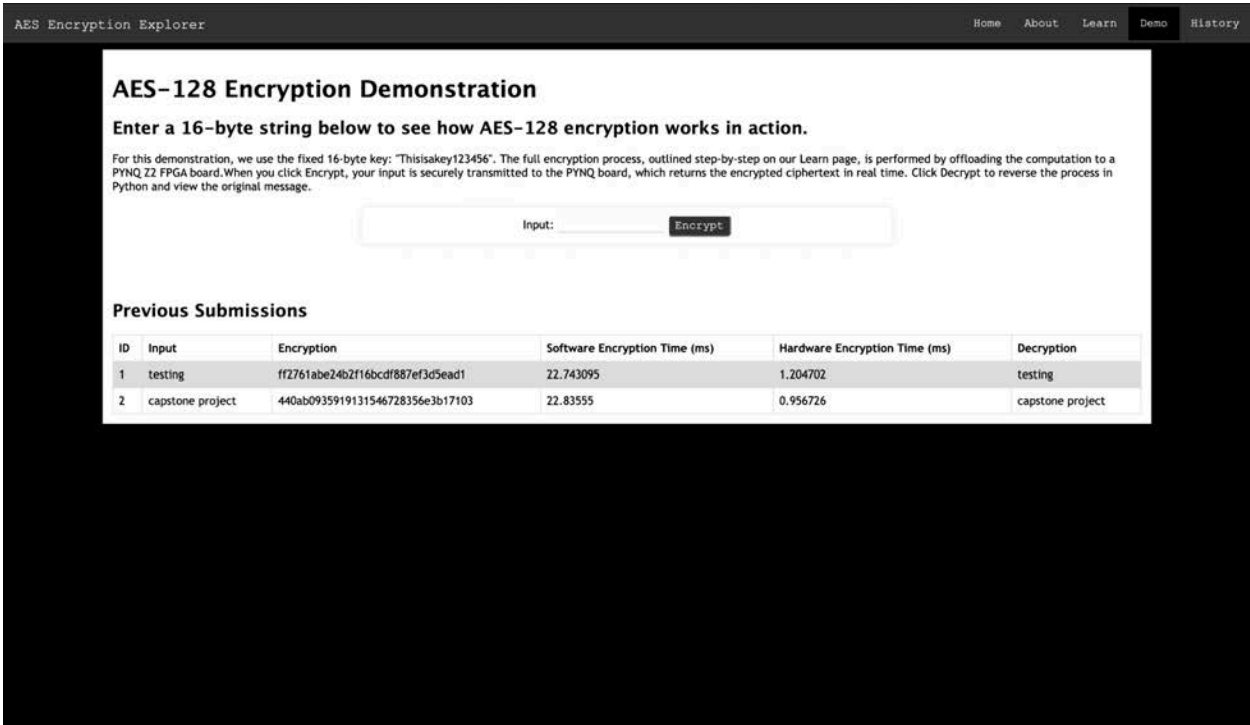 AES Encryption Explorer
Home About Learn Demo History
AES-128 Encryption Demonstration
Enter a 16-byte string below to see how AES-128 encryption works in action.
For this demonstration, we use the fixed 16-byte key: "Thisisakey123456". The full encryption process, outlined step-by-step on our Learn page, is performed by offloading the computation to a
PYNQ Z2 FPGA board.When you click Encrypt, your input is securely transmitted to the PYNQ board, which returns the encrypted ciphertext in real time. Click Decrypt to reverse the process in
Python and view the original message.
Input: Encrypt
Previous Submissions
ID Input Encryption Software Encryption Time (ms) Hardware Encryption Time (ms) Decryption
1 testing ff2761abe24b2f16bcdf887ef3d5ead1 22.743095 1.204702 testing
2 capstone project 440ab0935919131546728356e3b17103 22.83555 0.956726 capstone project